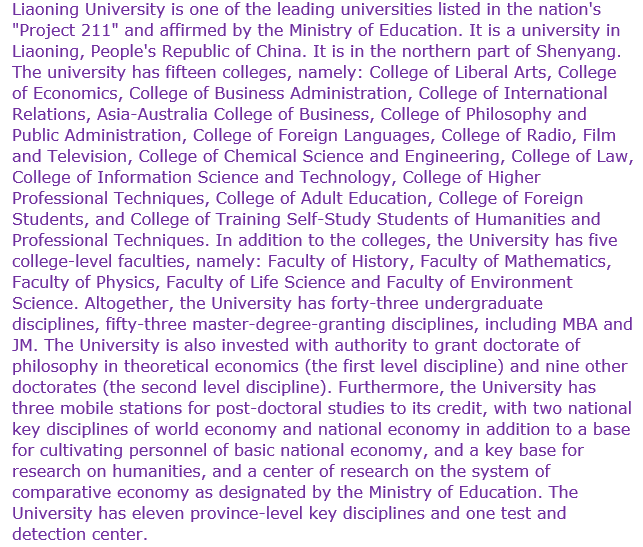 Liaoning University is one of the leading universities listed in the nation's
"Project 211" and affirmed by the Ministry of Education. It is a university in
Liaoning, People's Republic of China. It is in the northern part of Shenyang.
The university has fifteen colleges, namely: College of Liberal Arts, College
of Economics, College of Business Administration, College of International
Relations, Asia-Australia College of Business, College of Philosophy and
Public Administration, College of Foreign Languages, College of Radio, Film
and Television, College of Chemical Science and Engineering, College of Law,
College of Information Science and Technology, College of Higher
Professional Techniques, College of Adult Education, College of Foreign
Students, and College of Training Self-Study Students of Humanities and
Professional Techniques. In addition to the colleges, the University has five
college-level faculties, namely: Faculty of History, Faculty of Mathematics,
Faculty of Physics, Faculty of Life Science and Faculty of Environment
Science. Altogether, the University has forty-three undergraduate
disciplines, fifty-three master-degree-granting disciplines, including MBA and
JM. The University is also invested with authority to grant doctorate of
philosophy in theoretical economics (the first level discipline) and nine other
doctorates (the second level discipline). Furthermore, the University has
three mobile stations for post-doctoral studies to its credit, with two national
key disciplines of world economy and national economy in addition to a base
for cultivating personnel of basic national economy, and a key base for
research on humanities, and a center of research on the system of
comparative economy as designated by the Ministry of Education. The
University has eleven province-level key disciplines and one test and
detection center.